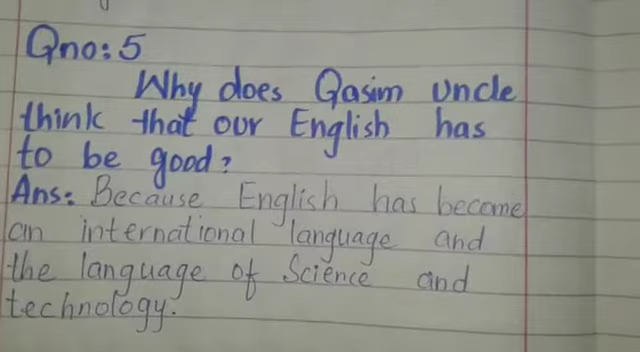 Qno: 5
Why does Qasim uncle
think that our English has
to be good?
Ans: Because English has become
an international language and
the language of Science and
technology.